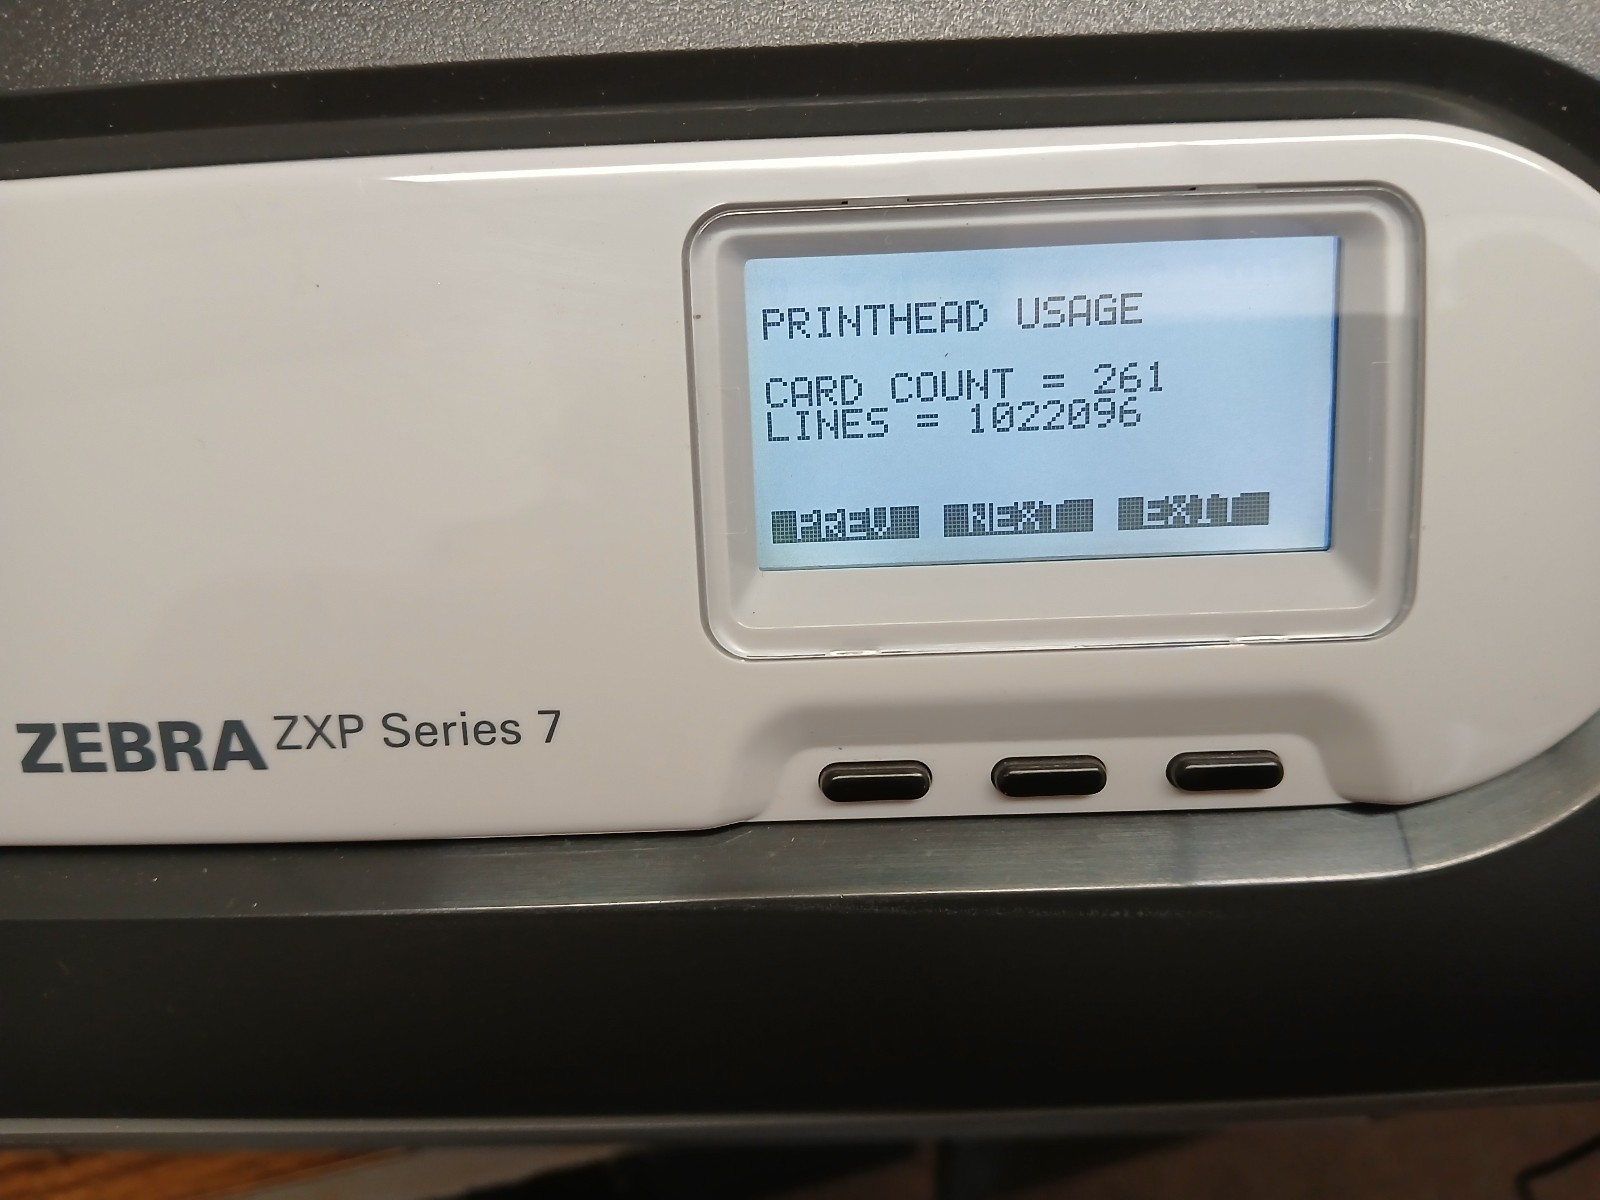 PRINTHEAD USAGE
CARD COUNT = 261
LINES = 1022096
PREV NEXT EXIT
ZEBRA ZXP Series 7